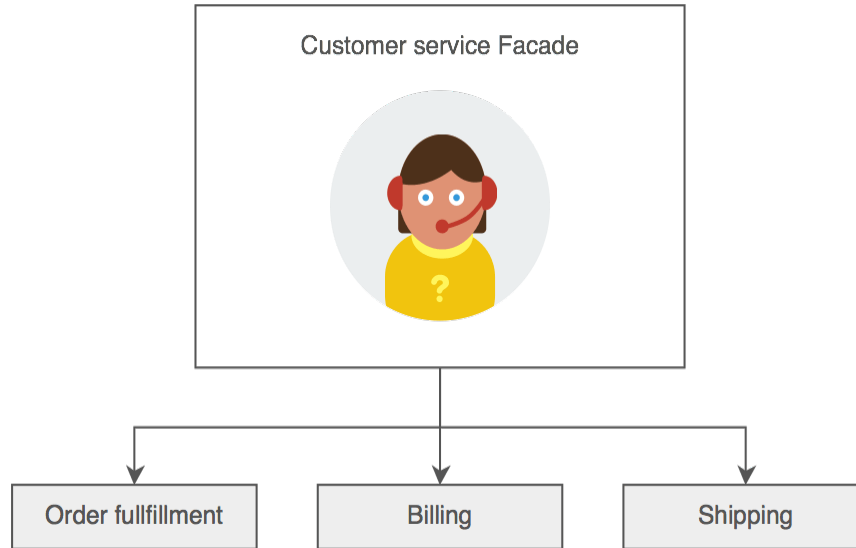 Customer service Facade
?
Order fullfillment
Billing
Shipping